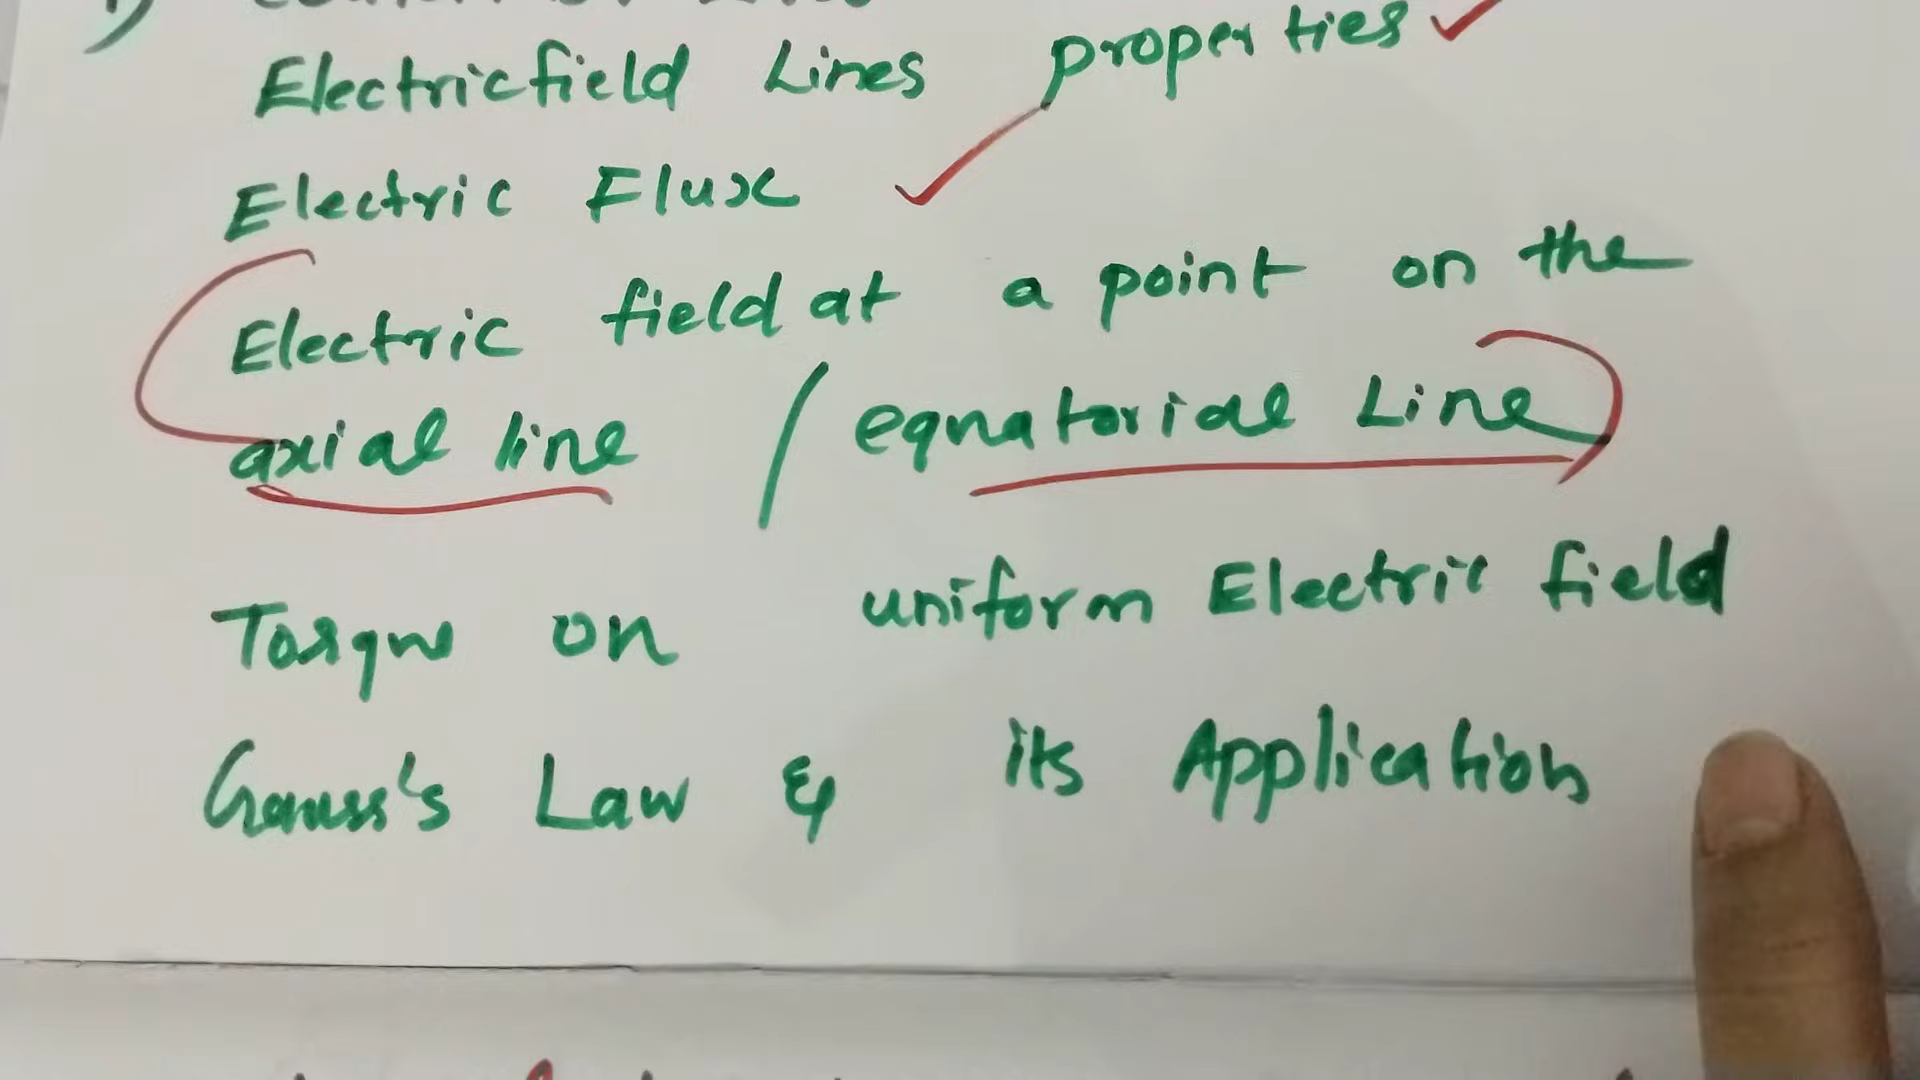 1)
Electricfield Lines properties
Electric Flux
Electric field at a point on the
axial line / equatorial Line
Torque on uniform Electric field
Gauss's Law & its Application